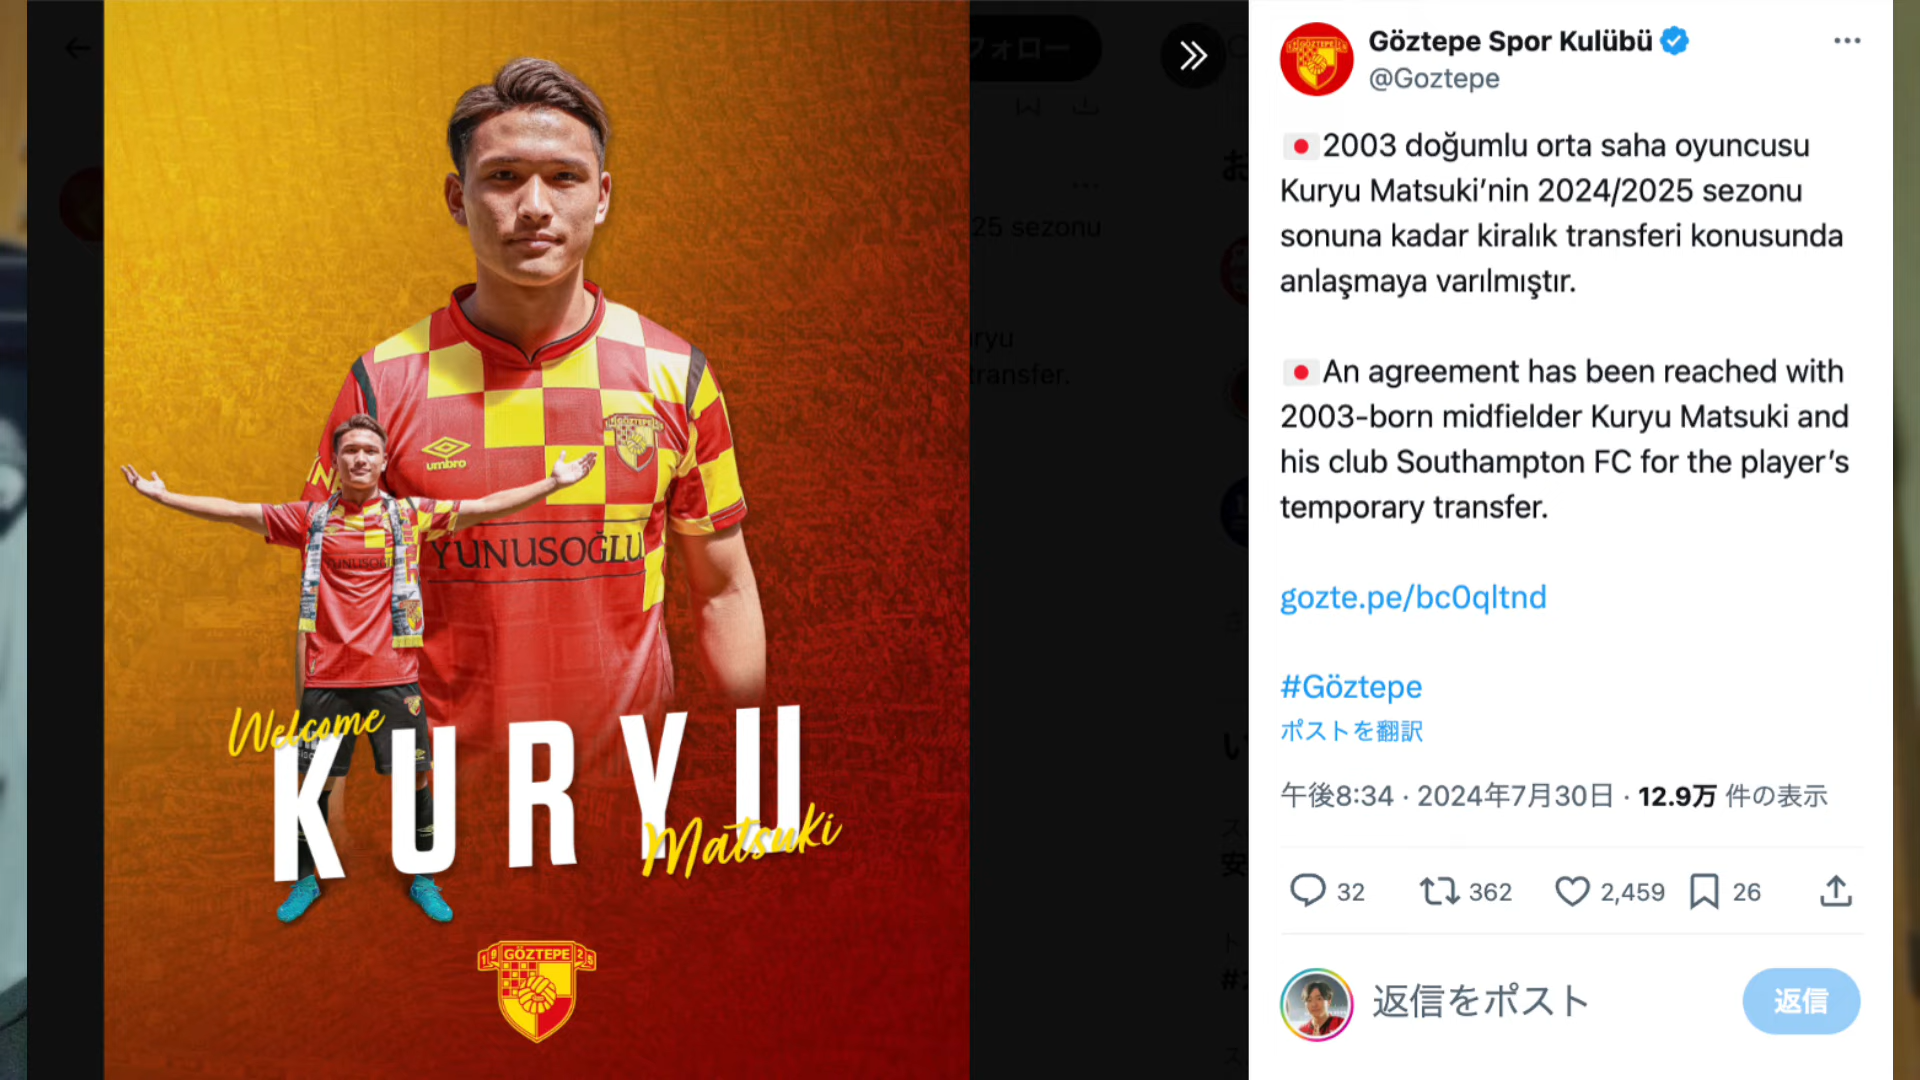 フォロー
25 sezonu
ryu
transfer.
umbro
GÖZTEPE
YUNUSOĞLU
Welcome
KURYU
Matsuki
19 GÖZTEPE 25
Göztepe Spor Kulübü
@Goztepe
🇯🇵2003 doğumlu orta saha oyuncusu
Kuryu Matsuki’nin 2024/2025 sezonu
sonuna kadar kiralık transferi konusunda
anlaşmaya varılmıştır.
🇯🇵An agreement has been reached with
2003-born midfielder Kuryu Matsuki and
his club Southampton FC for the player’s
temporary transfer.
gozte.pe/bc0qltnd
#Göztepe
ポストを翻訳
午後8:34 · 2024年7月30日 · 12.9万 件の表示
32 362 2,459 26
返信をポスト
返信